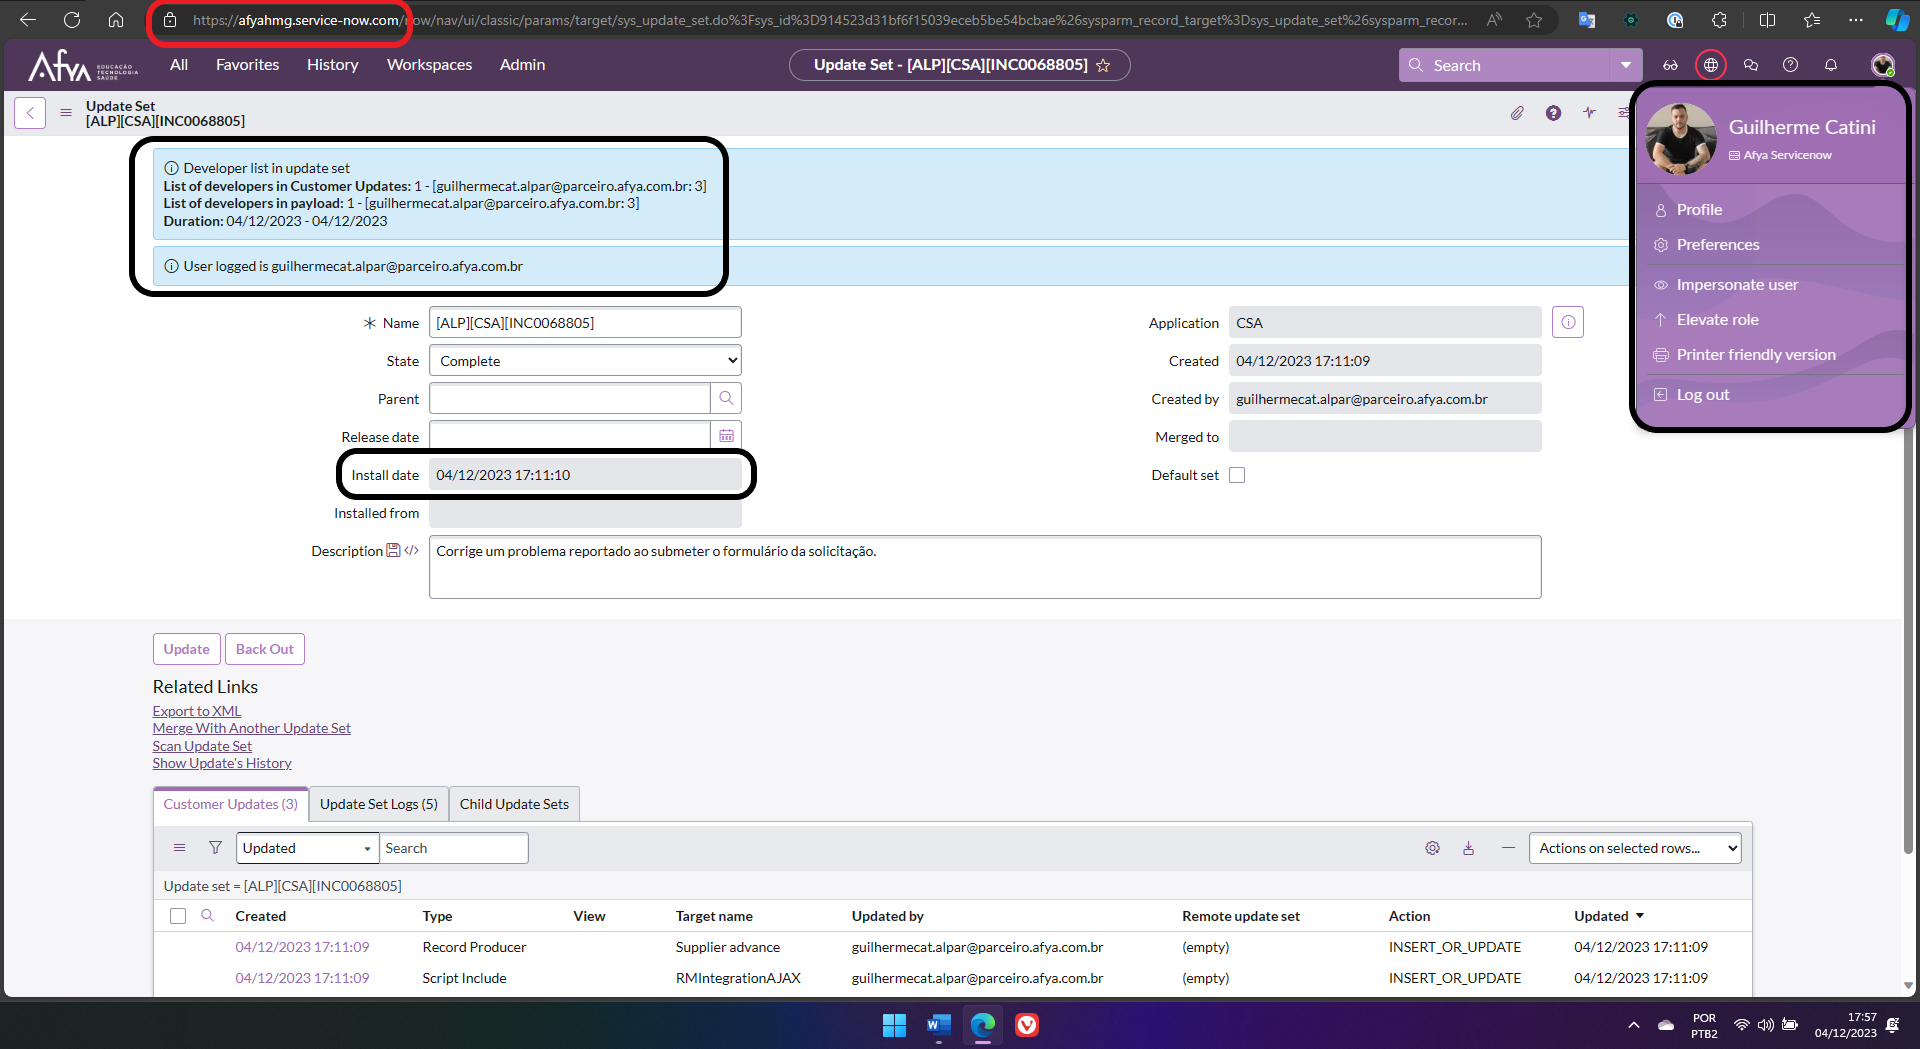 https://afyahmg.service-now.com/now/nav/ui/classic/params/target/sys_update_set.do%3Fsys_id%3D914523d31bf6f15039eceb5be54bcbae%26sysparm_record_target%3Dsys_update_set%26sysparm_recor...
Afya EDUCAÇÃO TECNOLOGIA SAÚDE
All Favorites History Workspaces Admin
Update Set - [ALP][CSA][INC0068805]
Search
Update Set
[ALP][CSA][INC0068805]
Guilherme Catini
Afya Servicenow
Profile
Preferences
Impersonate user
Elevate role
Printer friendly version
Log out
Developer list in update set
List of developers in Customer Updates: 1 - [guilhermecat.alpar@parceiro.afya.com.br: 3]
List of developers in payload: 1 - [guilhermecat.alpar@parceiro.afya.com.br: 3]
Duration: 04/12/2023 - 04/12/2023
User logged is guilhermecat.alpar@parceiro.afya.com.br
Name [ALP][CSA][INC0068805]
State Complete
Parent
Release date
Install date 04/12/2023 17:11:10
Installed from
Application CSA
Created 04/12/2023 17:11:09
Created by guilhermecat.alpar@parceiro.afya.com.br
Merged to
Default set
Description Corrige um problema reportado ao submeter o formulário da solicitação.
Update Back Out
Related Links
Export to XML
Merge With Another Update Set
Scan Update Set
Show Update's History
Customer Updates (3) Update Set Logs (5) Child Update Sets
Updated Search Actions on selected rows...
Update set = [ALP][CSA][INC0068805]
Created Type View Target name Updated by Remote update set Action Updated
04/12/2023 17:11:09 Record Producer Supplier advance guilhermecat.alpar@parceiro.afya.com.br (empty) INSERT_OR_UPDATE 04/12/2023 17:11:09
04/12/2023 17:11:09 Script Include RMIntegrationAJAX guilhermecat.alpar@parceiro.afya.com.br (empty) INSERT_OR_UPDATE 04/12/2023 17:11:09
POR
PTB2
17:57
04/12/2023